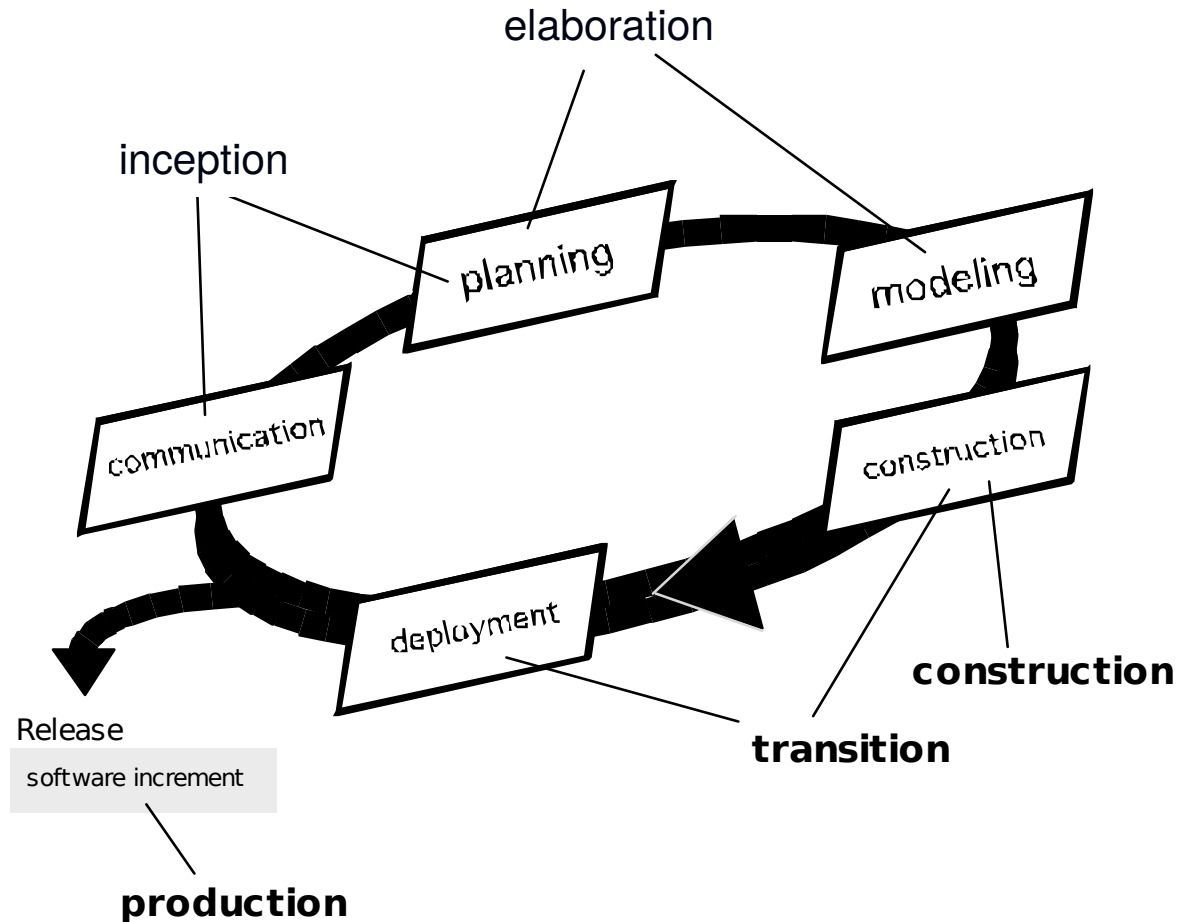 elaboration
inception
planning
modeling
communication
construction
deployment
construction
Release
transition
software increment
production